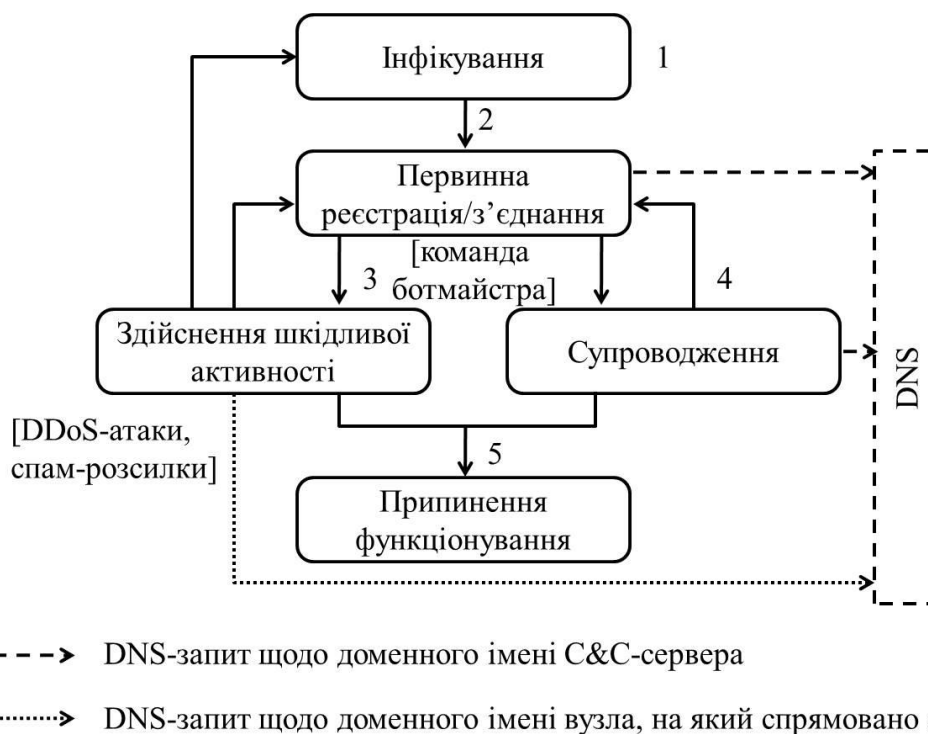 Інфікування
1
2
Первинна
реєстрація/з’єднання
[команда
ботмайстра]
3
4
Здійснення шкідливої
активності
Супроводження
DNS
[DDoS-атаки,
спам-розсилки]
5
Припинення
функціонування
DNS-запит щодо доменного імені C&C-сервера
DNS-запит щодо доменного імені вузла, на який спрямовано